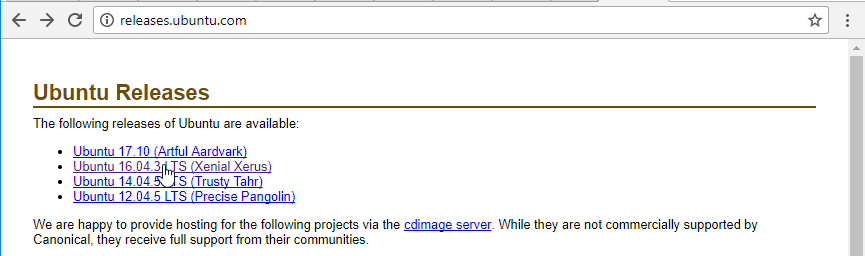 releases.ubuntu.com
Ubuntu Releases
The following releases of Ubuntu are available:
Ubuntu 17.10 (Artful Aardvark)
Ubuntu 16.04.3 LTS (Xenial Xerus)
Ubuntu 14.04.5 LTS (Trusty Tahr)
Ubuntu 12.04.5 LTS (Precise Pangolin)
We are happy to provide hosting for the following projects via the cdimage server. While they are not commercially supported by
Canonical, they receive full support from their communities.